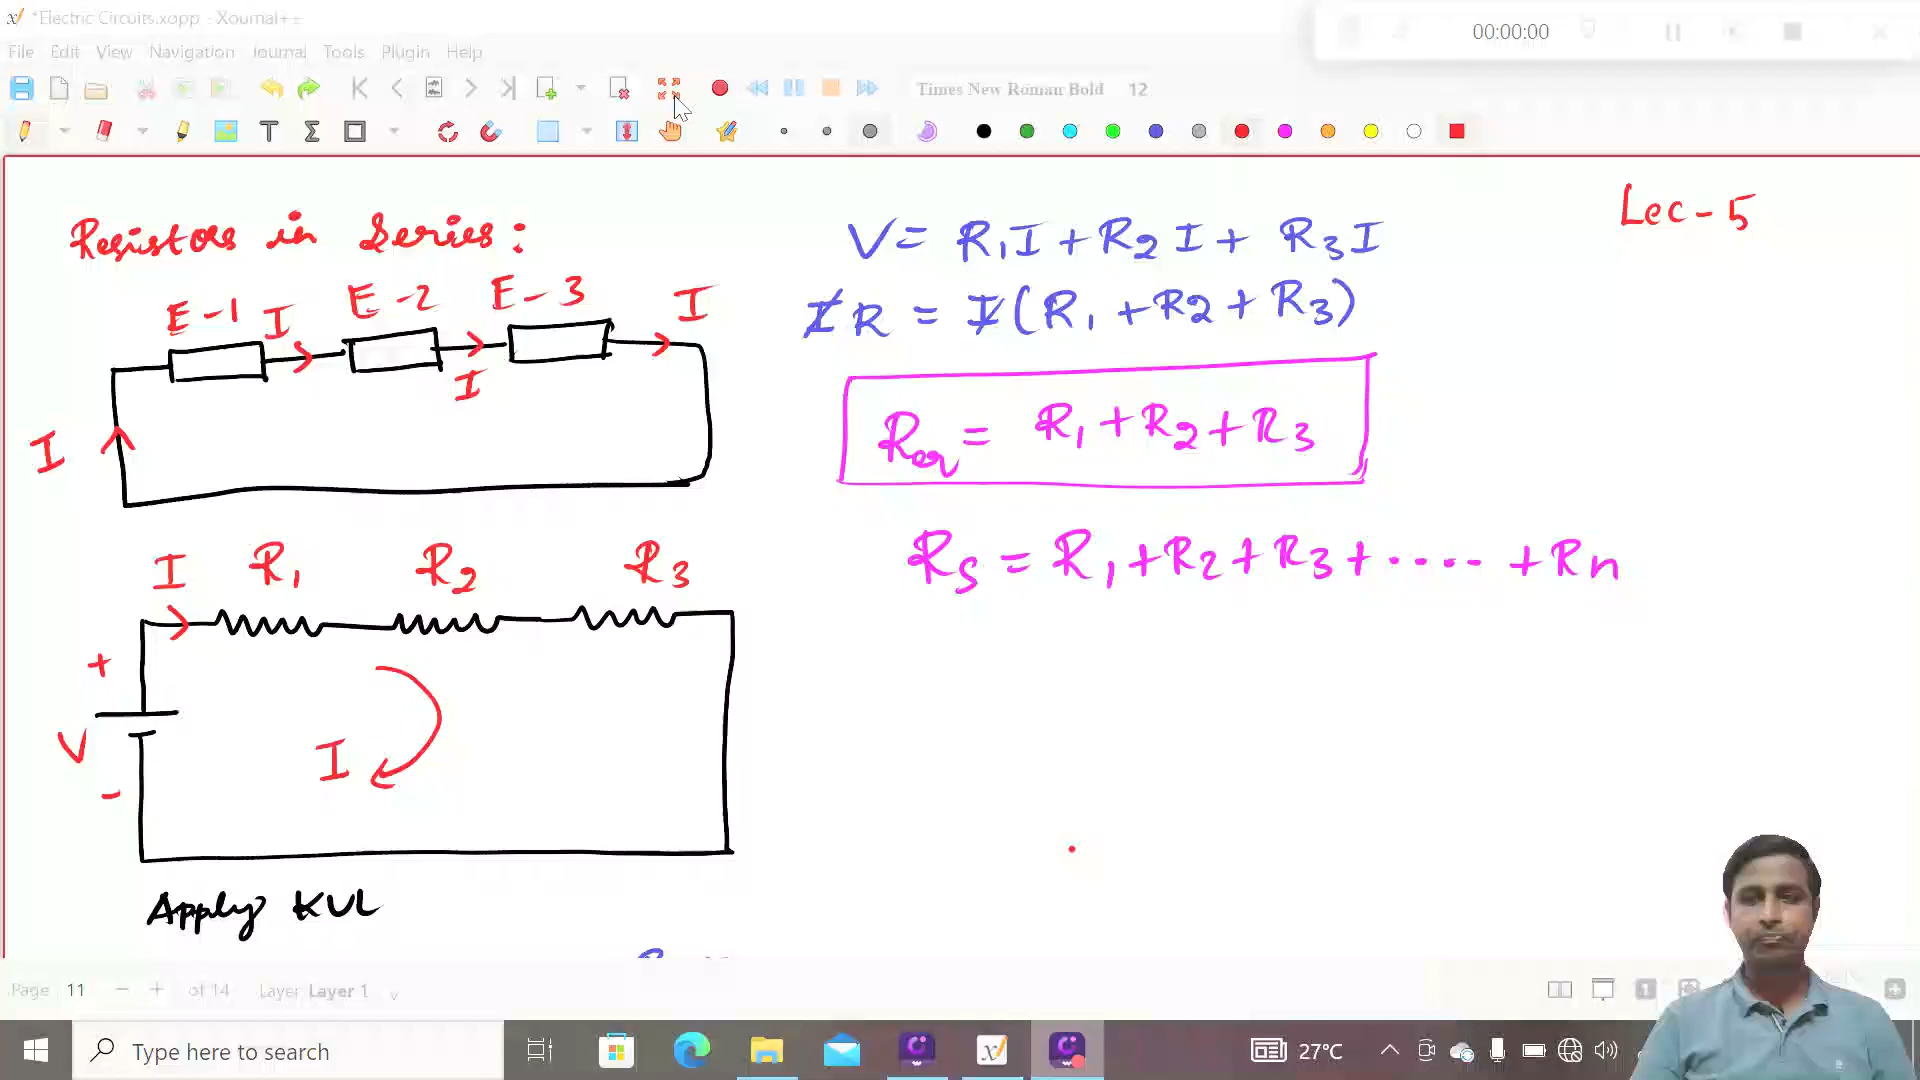 *Electric Circuits.xopp - Xournal++
00:00:00
File Edit View Navigation Journal Tools Plugin Help
Times New Roman Bold 12
Lec-5
Resistors in Series:
E-1 I E-2 E-3 I
I
I
V = R1I + R2I + R3I
IR = I(R1 + R2 + R3)
Req = R1 + R2 + R3
Rs = R1 + R2 + R3 + ..... + Rn
I R1 R2 R3
+
V
-
I
Apply KVL
Page 11 - + of 14 Layer Layer 1
Type here to search
27°C